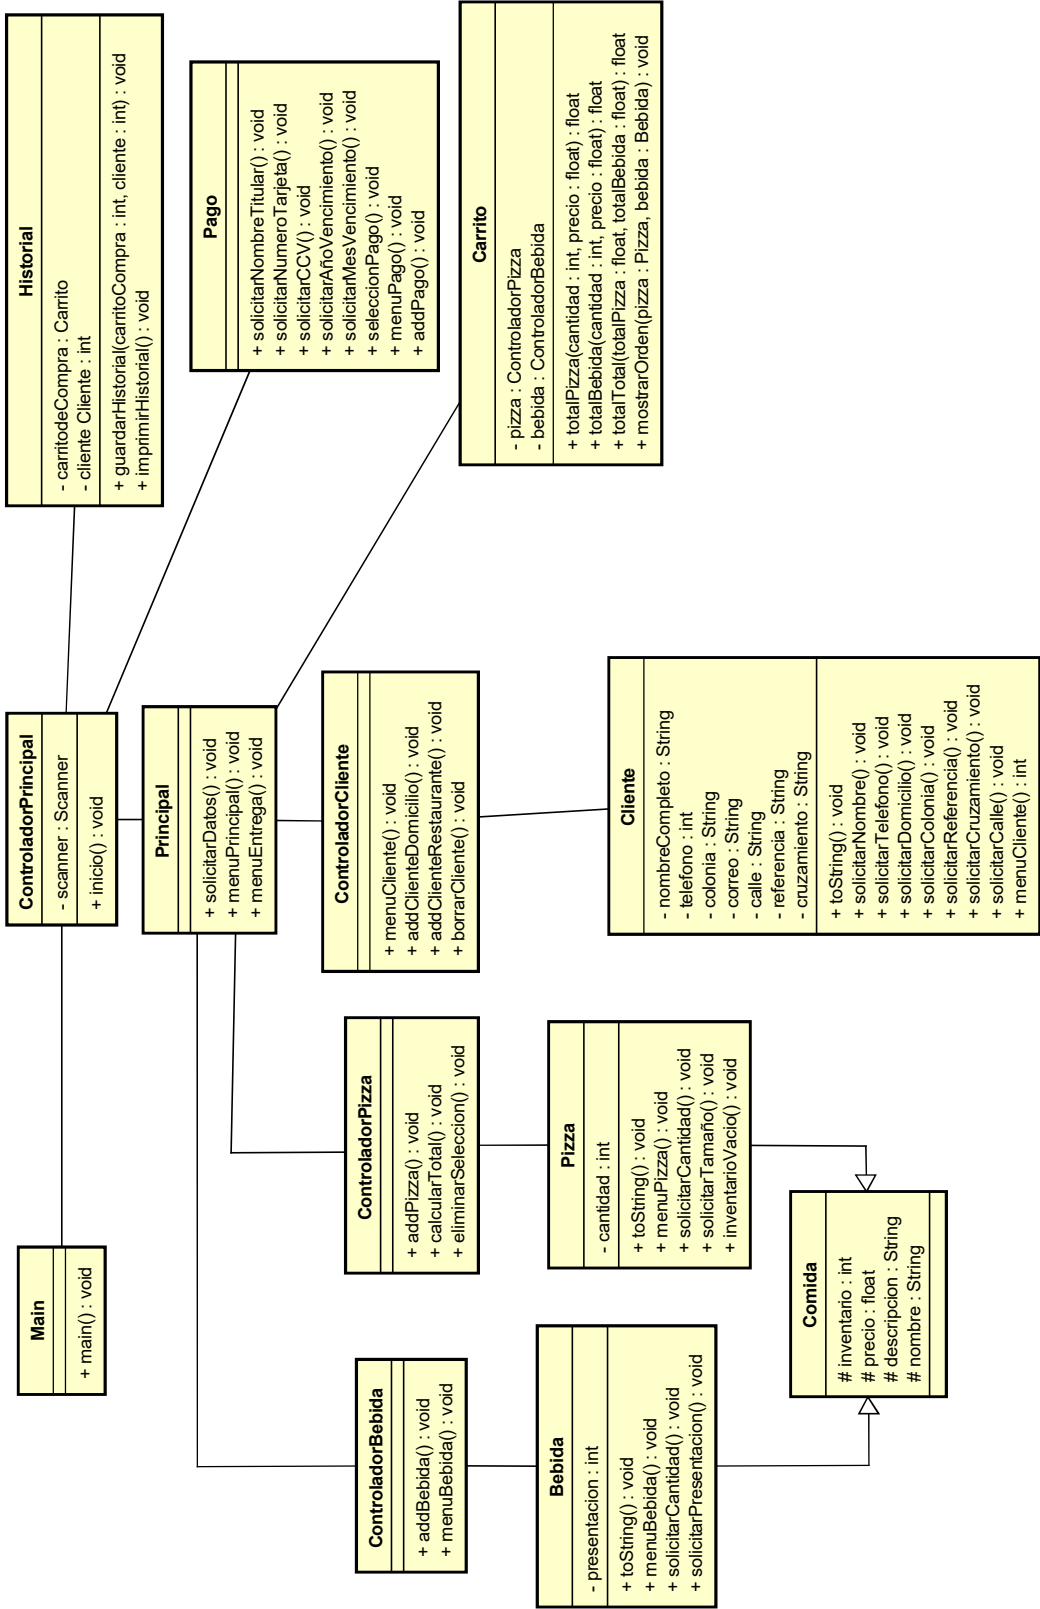 Main
+ main() : void
ControladorPrincipal
- scanner : Scanner
+ inicio() : void
Historial
- carritodeCompra : Carrito
- cliente Cliente : int
+ guardarHistorial(carritoCompra : int, cliente : int) : void
+ imprimirHistorial() : void
Pago
+ solicitarNombreTitular() : void
+ solicitarNumeroTarjeta() : void
+ solicitarCCV() : void
+ solicitarAñoVencimiento() : void
+ solicitarMesVencimiento() : void
+ seleccionPago() : void
+ menuPago() : void
+ addPago() : void
Principal
+ solicitarDatos() : void
+ menuPrincipal() : void
+ menuEntrega() : void
Carrito
- pizza : ControladorPizza
- bebida : ControladorBebida
+ totalPizza(cantidad : int, precio : float) : float
+ totalBebida(cantidad : int, precio : float) : float
+ totalTotal(totalPizza : float, totalBebida : float) : float
+ mostrarOrden(pizza : Pizza, bebida : Bebida) : void
ControladorBebida
+ addBebida() : void
+ menuBebida() : void
ControladorPizza
+ addPizza() : void
+ calcularTotal() : void
+ eliminarSeleccion() : void
ControladorCliente
+ menuCliente() : void
+ addClienteDomicilio() : void
+ addClienteRestaurante() : void
+ borrarCliente() : void
Bebida
- presentacion : int
+ toString() : void
+ menuBebida() : void
+ solicitarCantidad() : void
+ solicitarPresentacion() : void
Pizza
- cantidad : int
+ toString() : void
+ menuPizza() : void
+ solicitarCantidad() : void
+ solicitarTamaño() : void
+ inventarioVacio() : void
Cliente
- nombreCompleto : String
- telefono : int
- colonia : String
- correo : String
- calle : String
- referencia : String
- cruzamiento : String
+ toString() : void
+ solicitarNombre() : void
+ solicitarTelefono() : void
+ solicitarDomicilio() : void
+ solicitarColonia() : void
+ solicitarReferencia() : void
+ solicitarCruzamiento() : void
+ solicitarCalle() : void
+ menuCliente() : int
Comida
# inventario : int
# precio : float
# descripcion : String
# nombre : String